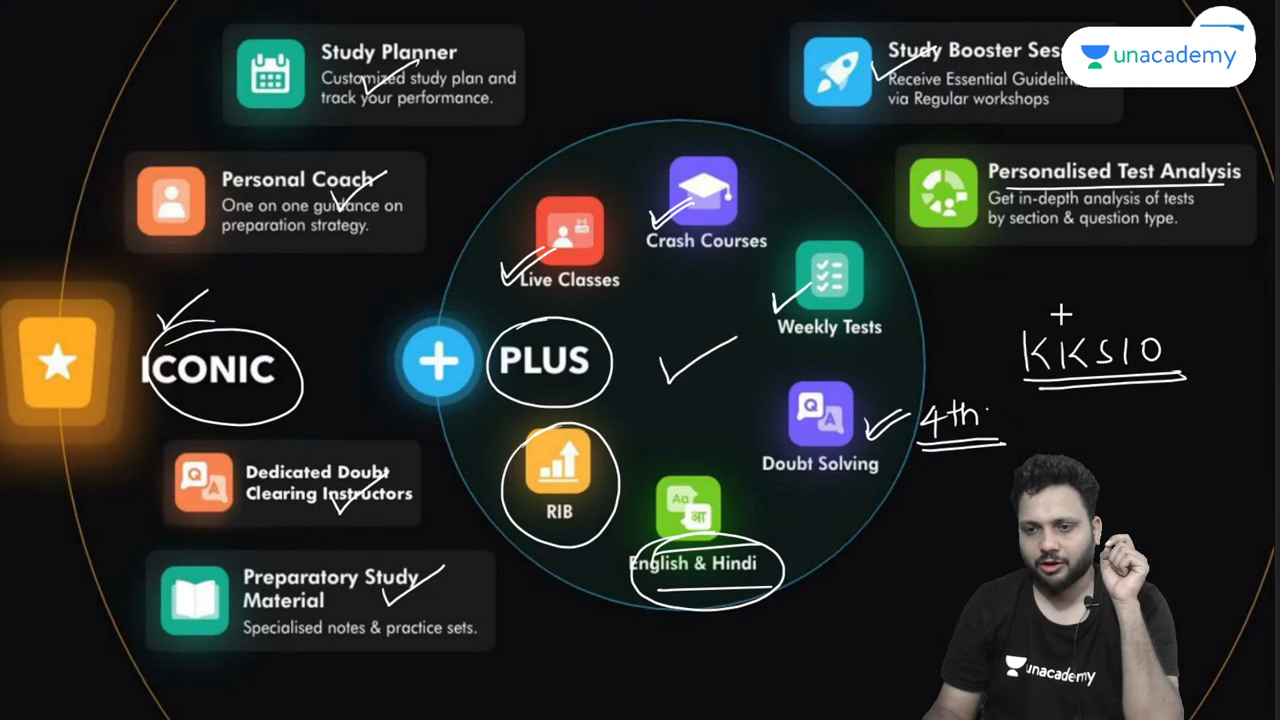 Study Planner
Customized study plan and
track your performance.
Study Booster Sess
Receive Essential Guidelin
via Regular workshops
unacademy
Personal Coach
One on one guidance on
preparation strategy.
Personalised Test Analysis
Get in-depth analysis of tests
by section & question type.
Crash Courses
Live Classes
Weekly Tests
ICONIC
+
PLUS
+
KKS10
Q
A
4th
Doubt Solving
Q
A
Dedicated Doubt
Clearing Instructors
RIB
Aa
आ
English & Hindi
Preparatory Study
Material
Specialised notes & practice sets.
unacademy